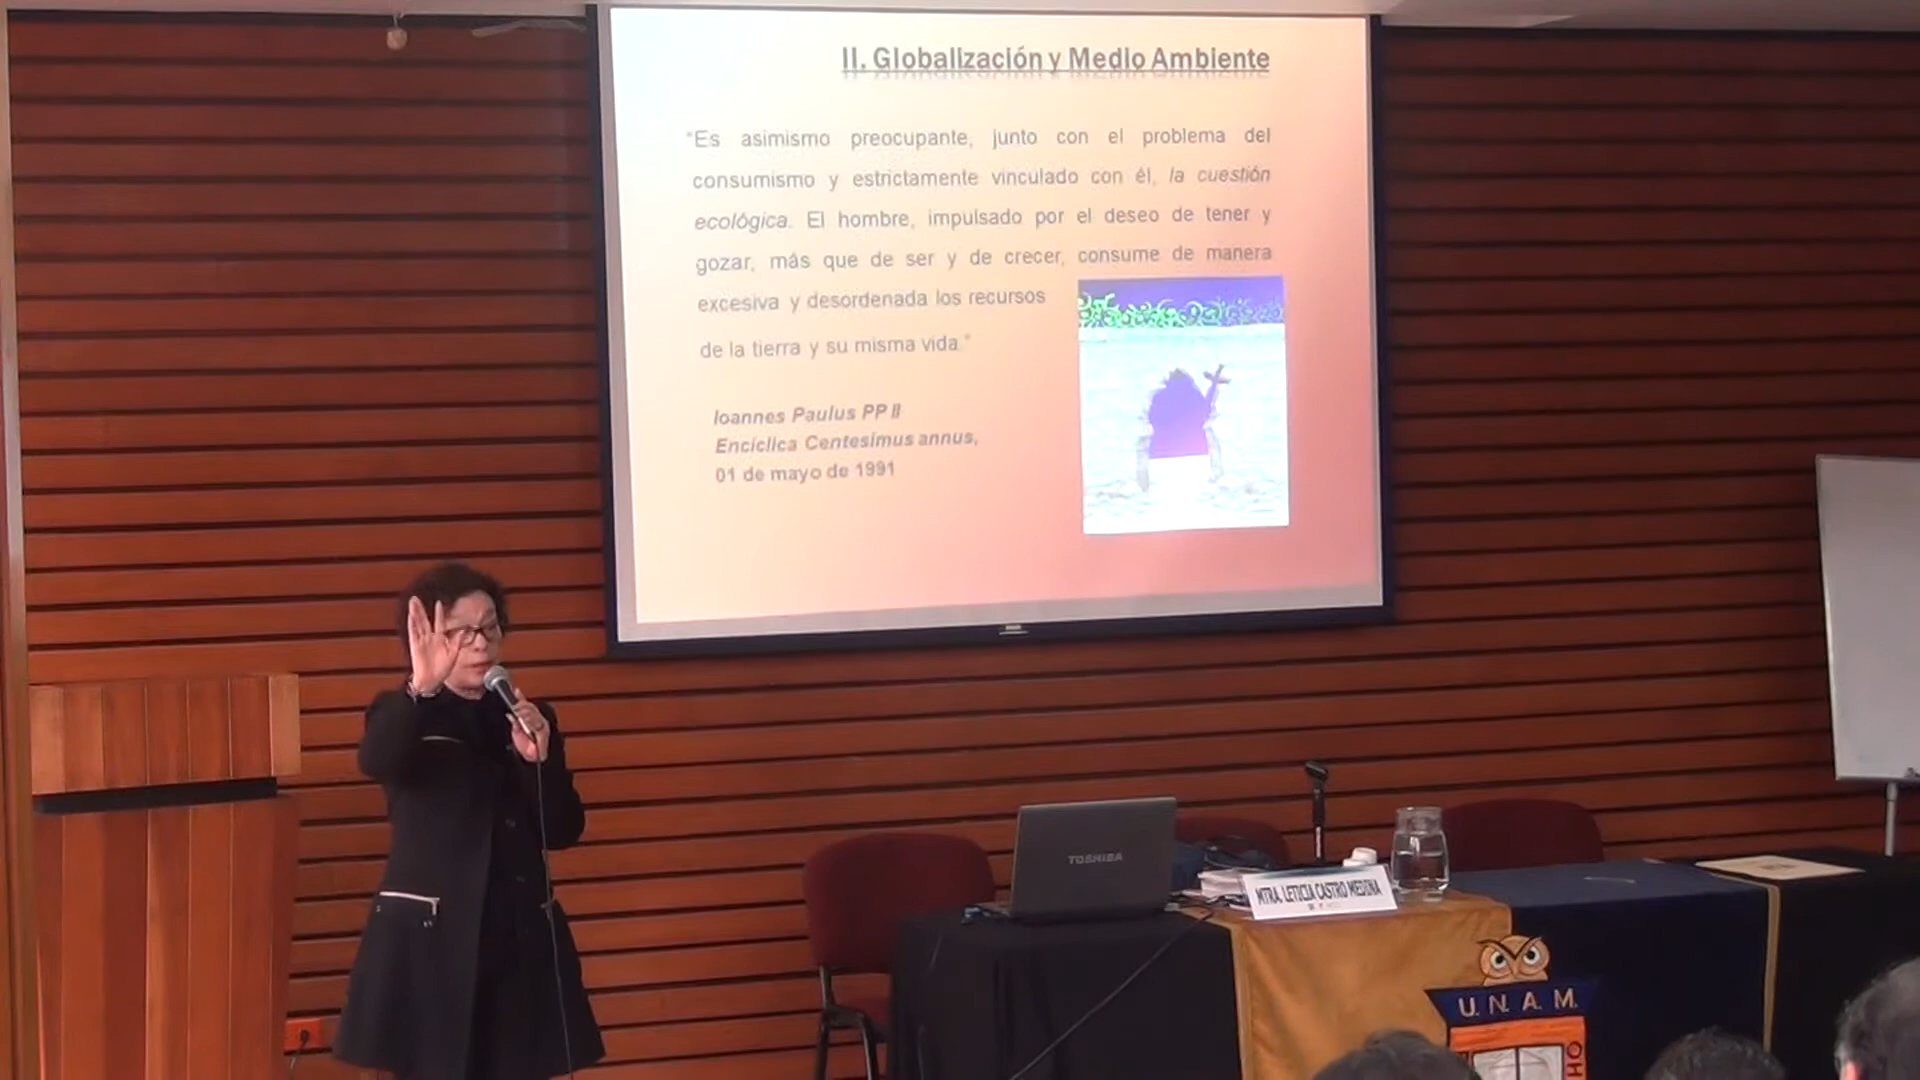 II. Globalización y Medio Ambiente
"Es asimismo preocupante, junto con el problema del
consumismo y estrictamente vinculado con él, la cuestión
ecológica. El hombre, impulsado por el deseo de tener y
gozar, más que de ser y de crecer, consume de manera
excesiva y desordenada los recursos
de la tierra y su misma vida."
Ioannes Paulus PP II
Encíclica Centesimus annus,
01 de mayo de 1991
TOSHIBA
MTRA. LETICIA CASTRO MEDINA
U.N.A.M.
HO